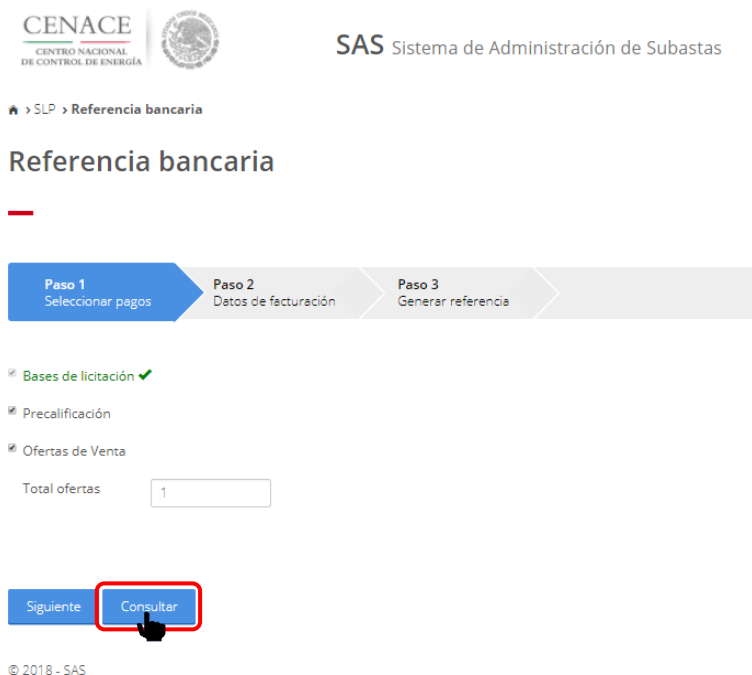 CENACE
CENTRO NACIONAL
DE CONTROL DE ENERGÍA
SAS Sistema de Administración de Subastas
› SLP › Referencia bancaria
Referencia bancaria
Paso 1
Seleccionar pagos
Paso 2
Datos de facturación
Paso 3
Generar referencia
Bases de licitación
Precalificación
Ofertas de Venta
Total ofertas
1
Siguiente
Consultar
© 2018 - SAS